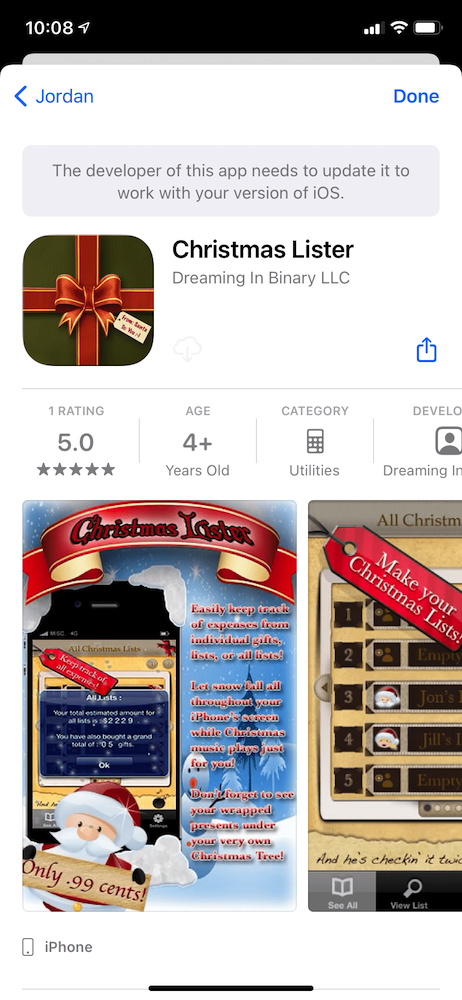 10:08
Jordan
Done
The developer of this app needs to update it to
work with your version of iOS.
Christmas Lister
Dreaming In Binary LLC
From: Santa
To: You!
1 RATING
AGE
CATEGORY
DEVELO
5.0
4+
Years Old
Utilities
Dreaming In
Christmas Lister
Easily keep track
of expenses from
individual gifts,
lists, or all lists!
Let snow fall all
throughout your
iPhone's screen
while Christmas
music plays just
for you!
Don't forget to see
your wrapped
presents under
your very own
Christmas Tree!
MISC. 4G
All Christmas Lists
Keep track of
all expenses!
All Lists :
Your total estimated amount for
all lists is :$2229 .
You have also bought a grand
total of : 05 gifts.
Ok
And he's
See All
Settings
Only .99 cents!
All Christm
Make your
Christmas Lists!
1
2 Empty
3 Jon's
4 Jill's L
5 Empty
And he's checkin' it twic
See All
View List
iPhone